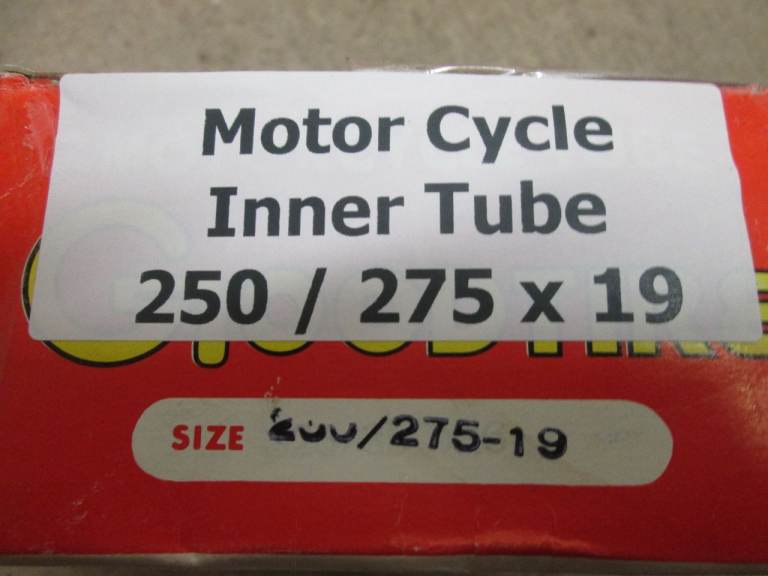 Motor Cycle
Inner Tube
250 / 275 x 19
SIZE /275-19